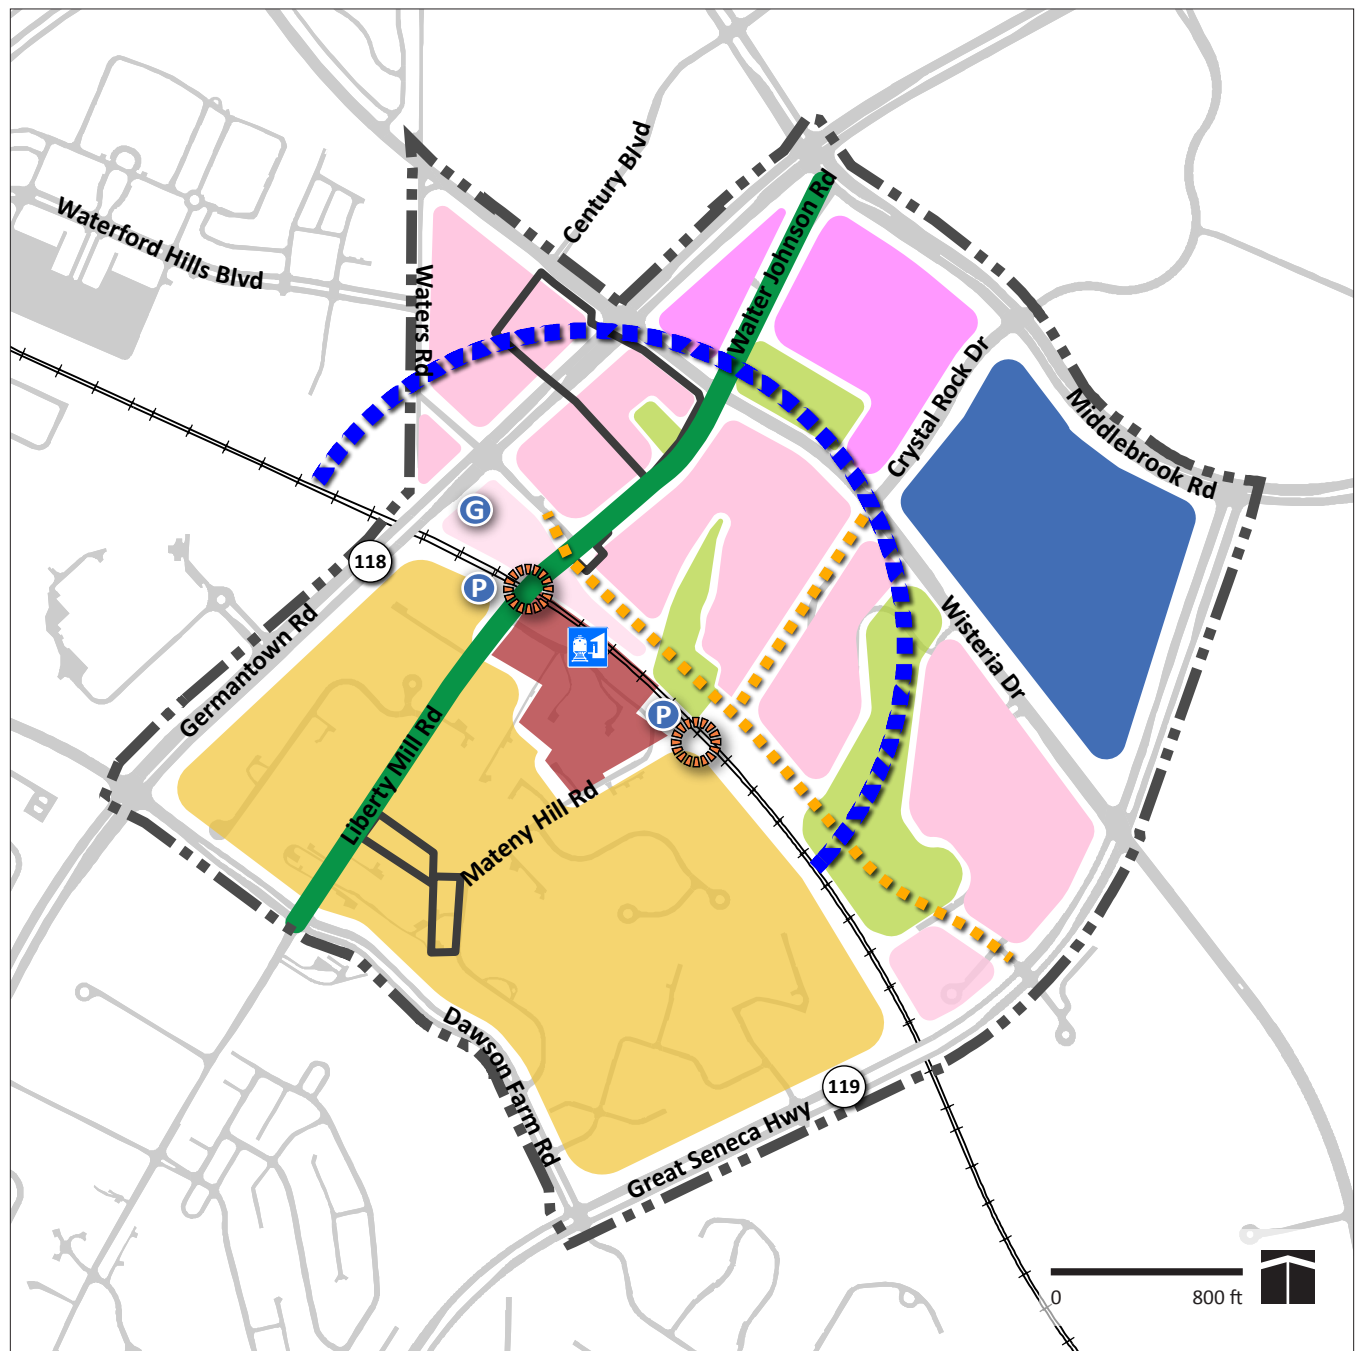 Century Blvd
Waterford Hills Blvd
Waters Rd
Walter Johnson Rd
Crystal Rock Dr
Middlebrook Rd
G
118
P
Wisteria Dr
Germantown Rd
P
Liberty Mill Rd
Mateny Hill Rd
Dawson Farm Rd
119
Great Seneca Hwy
0
800 ft